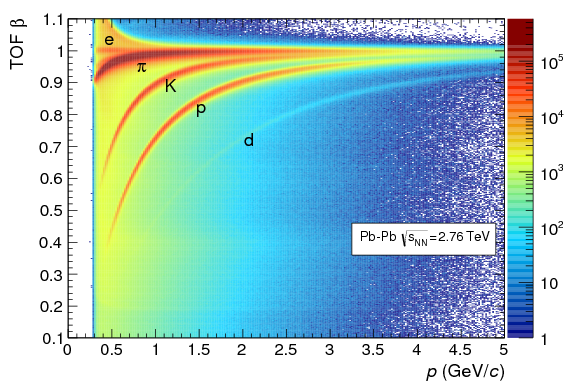 TOF β
1.1
1
0.9
0.8
0.7
0.6
0.5
0.4
0.3
0.2
0.1
e
π
K
p
d
Pb-Pb √sNN=2.76 TeV
0 0.5 1 1.5 2 2.5 3 3.5 4 4.5 5
p (GeV/c)
10⁵
10⁴
10³
10²
10
1